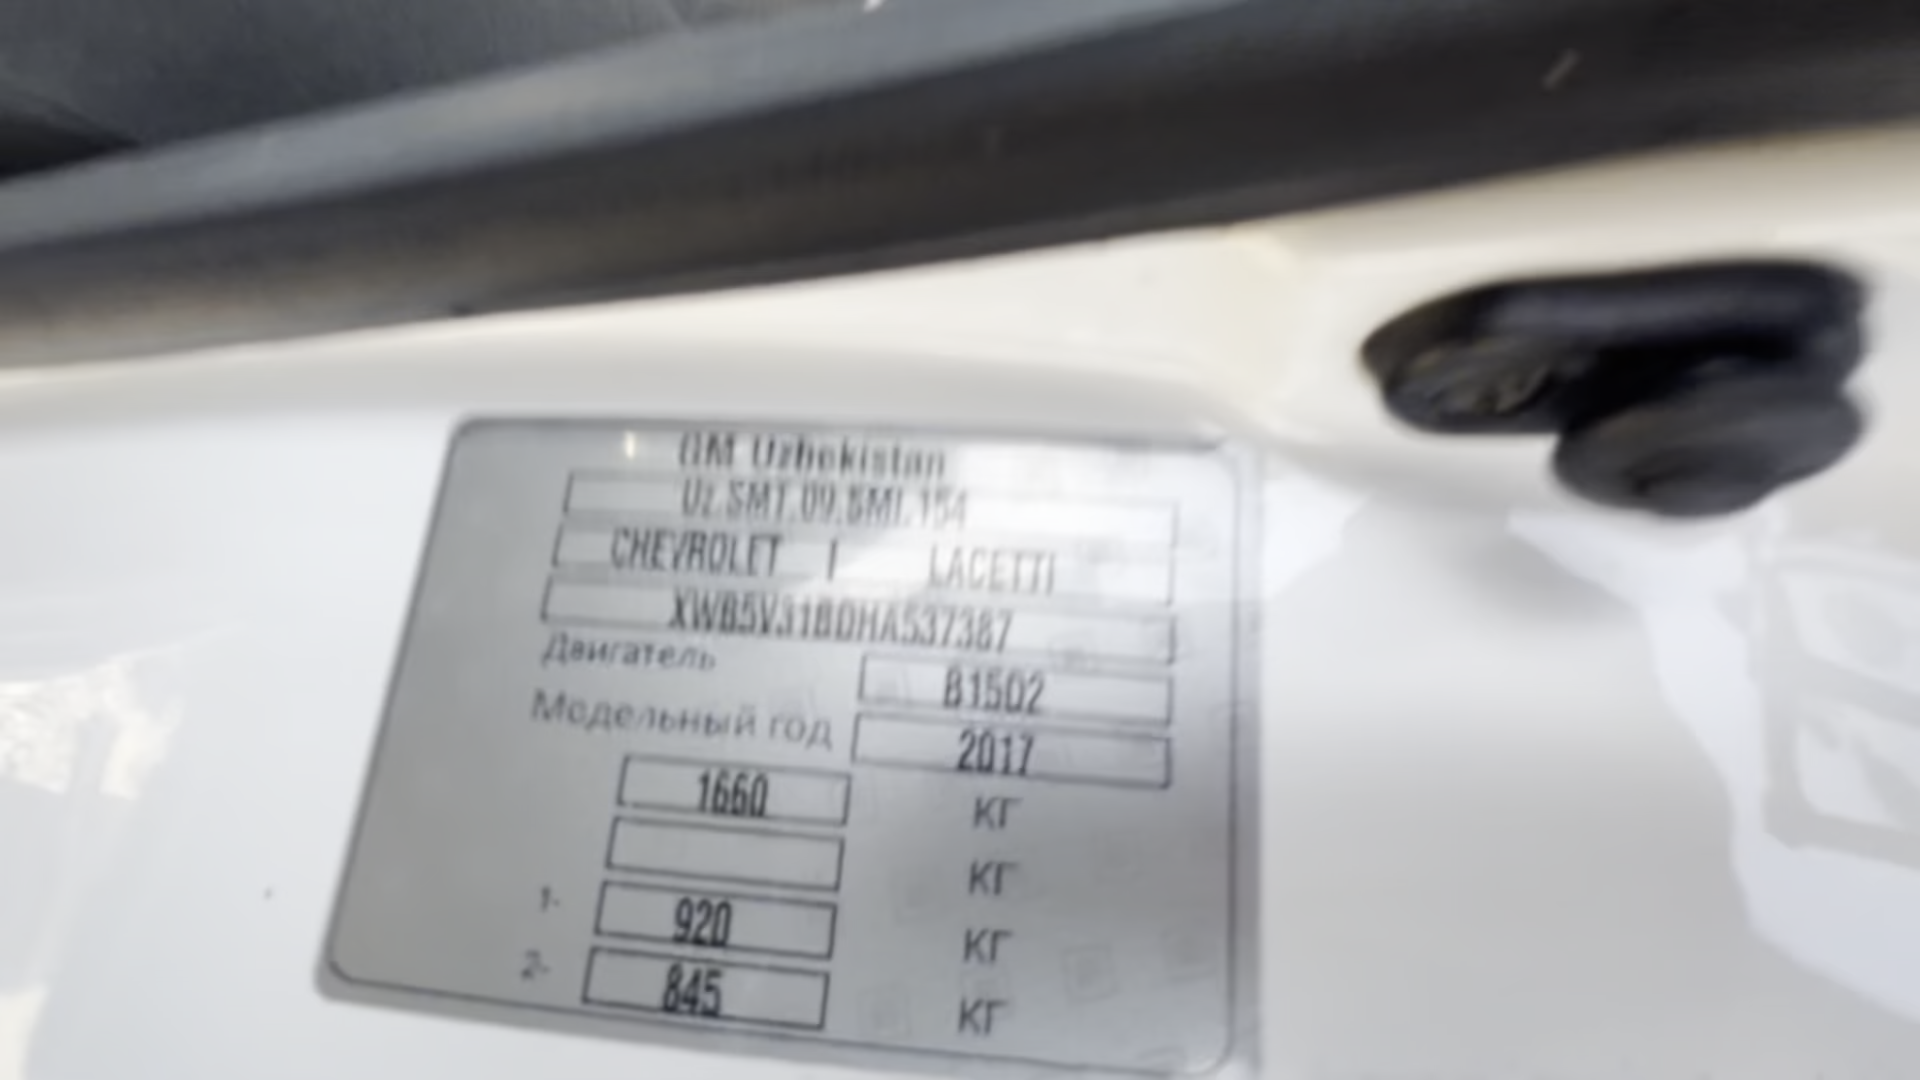 GM Uzbekistan
Uz.SMT.09.SMI.154
CHEVROLET I LACETTI
XWB5V31BDHA537387
Двигатель B15D2
Модельный год 2017
1660 КГ
КГ
1- 920 КГ
2- 845 КГ